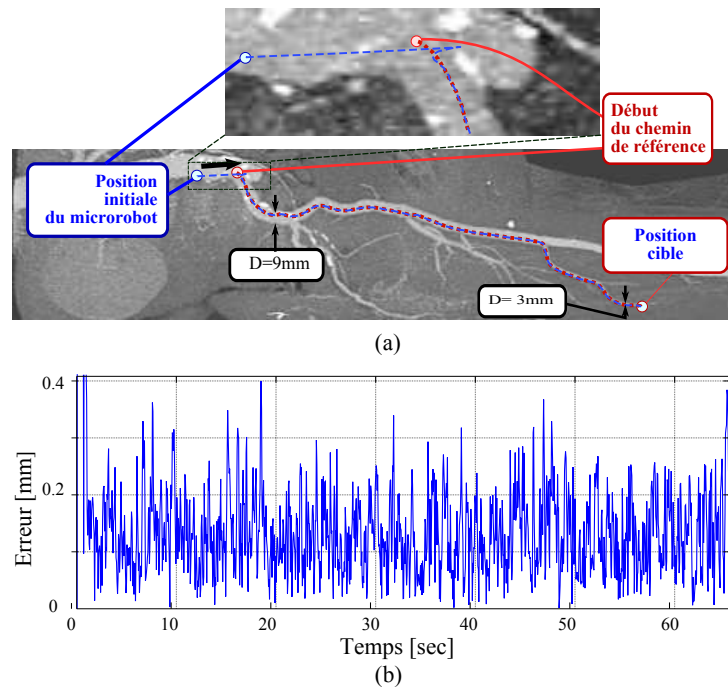 Début
du chemin
de référence
Position
initiale
du microrobot
D=9mm
Position
cible
D= 3mm
(a)
Erreur [mm]
0.4
0.2
0
0 10 20 30 40 50 60
Temps [sec]
(b)